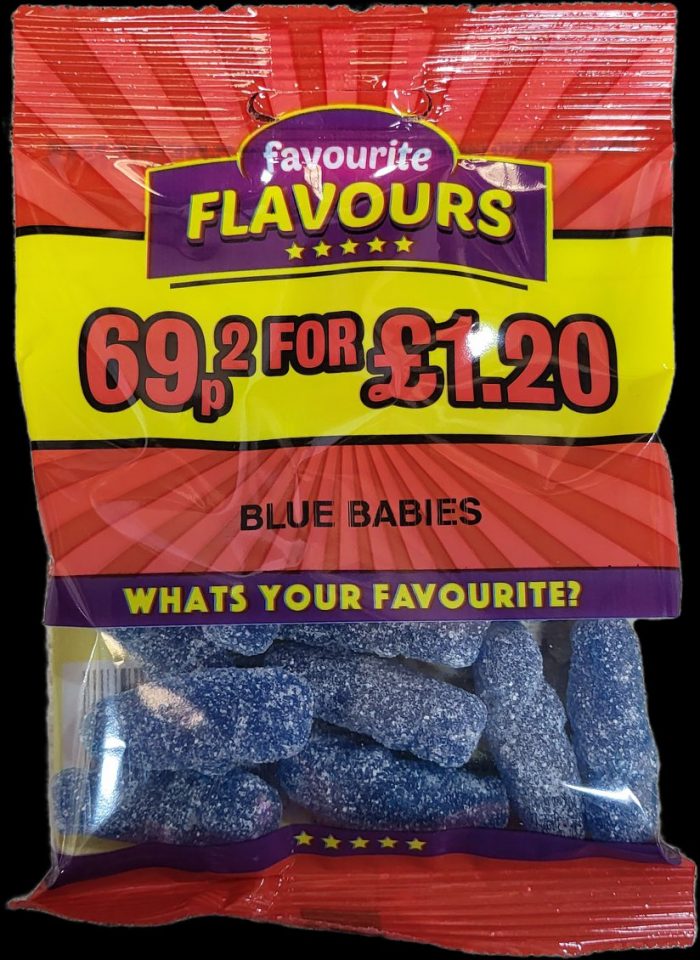 favourite
FLAVOURS
69p 2 FOR £1.20
BLUE BABIES
WHATS YOUR FAVOURITE?